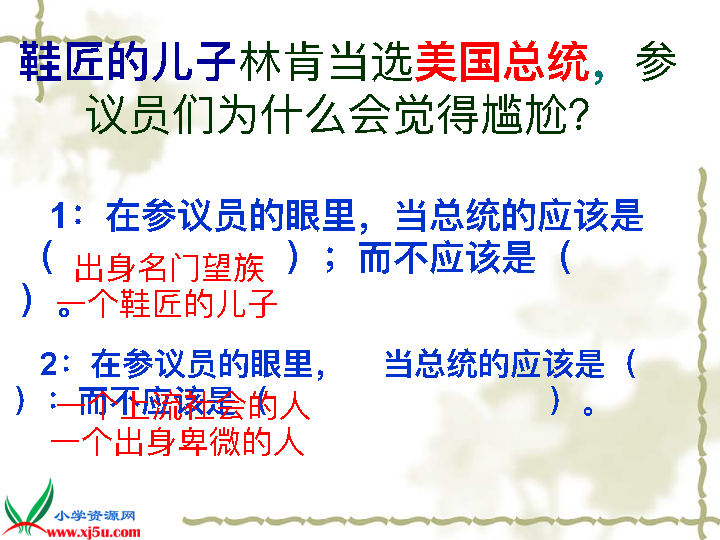 鞋匠的儿子林肯当选美国总统，参
议员们为什么会觉得尴尬？
1：在参议员的眼里，当总统的应该是
（ 出身名门望族 ）；而不应该是（
）。一个鞋匠的儿子
2：在参议员的眼里， 当总统的应该是（
）；而不应该是（ ）。
一个上流社会的人
一个出身卑微的人
小学资源网
www.xj5u.com